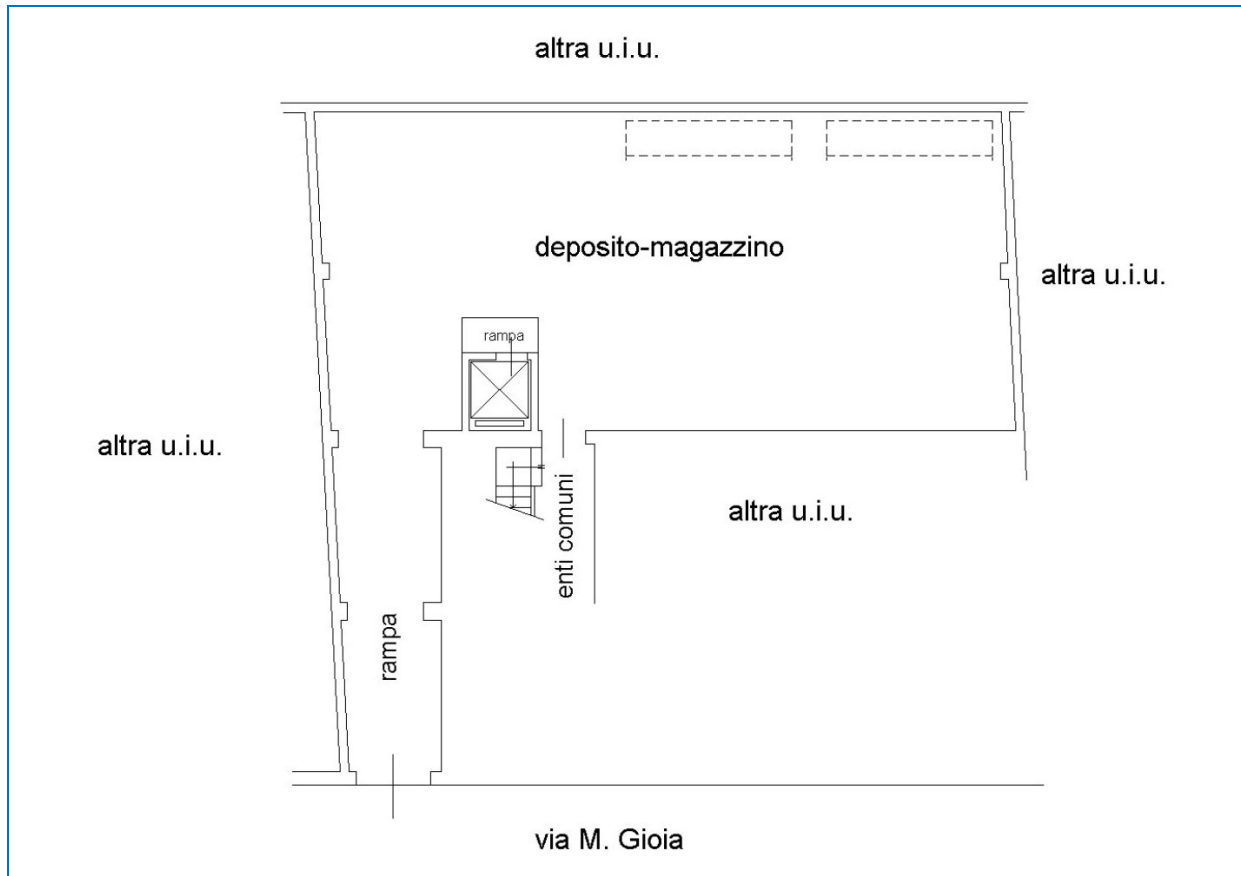 altra u.i.u.
deposito-magazzino
altra u.i.u.
rampa
altra u.i.u.
enti comuni
altra u.i.u.
rampa
via M. Gioia